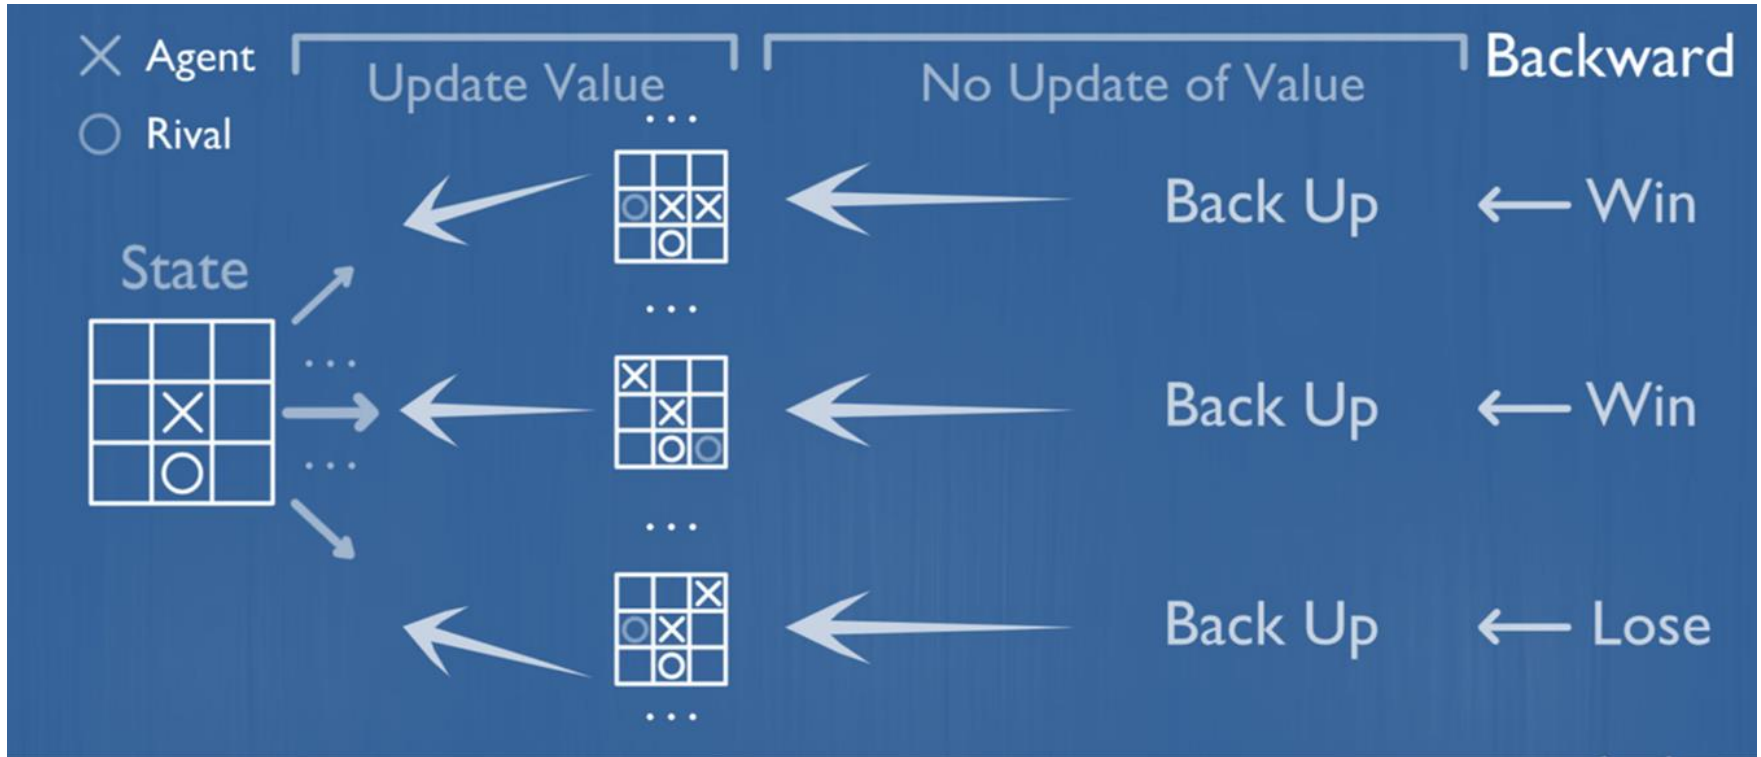 Agent
Rival
Update Value
No Update of Value
Backward
State
Back Up
Win
Back Up
Win
Back Up
Lose